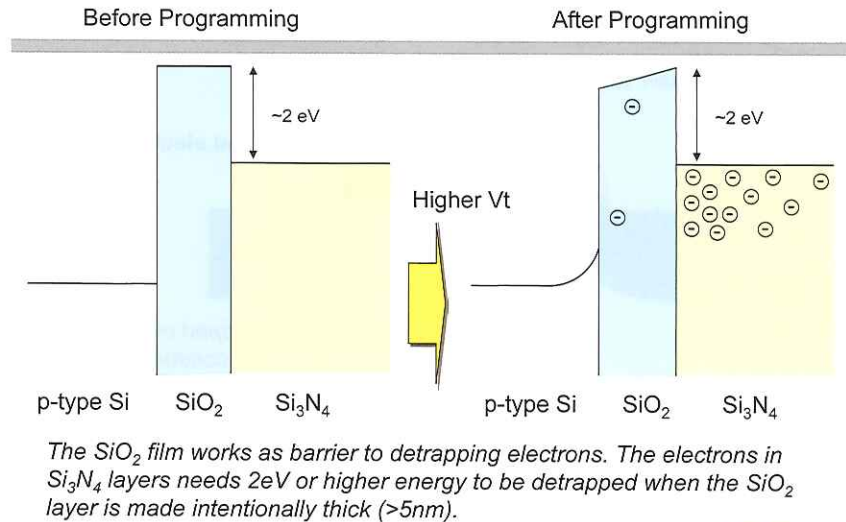 Before Programming
After Programming
~2 eV
~2 eV
Higher Vt
⊖ ⊖
⊖ ⊖ ⊖ ⊖ ⊖ ⊖ ⊖ ⊖ ⊖ ⊖ ⊖ ⊖ ⊖ ⊖
p-type Si SiO₂ Si₃N₄
p-type Si SiO₂ Si₃N₄
The SiO₂ film works as barrier to detrapping electrons. The electrons in
Si₃N₄ layers needs 2eV or higher energy to be detrapped when the SiO₂
layer is made intentionally thick (>5nm).